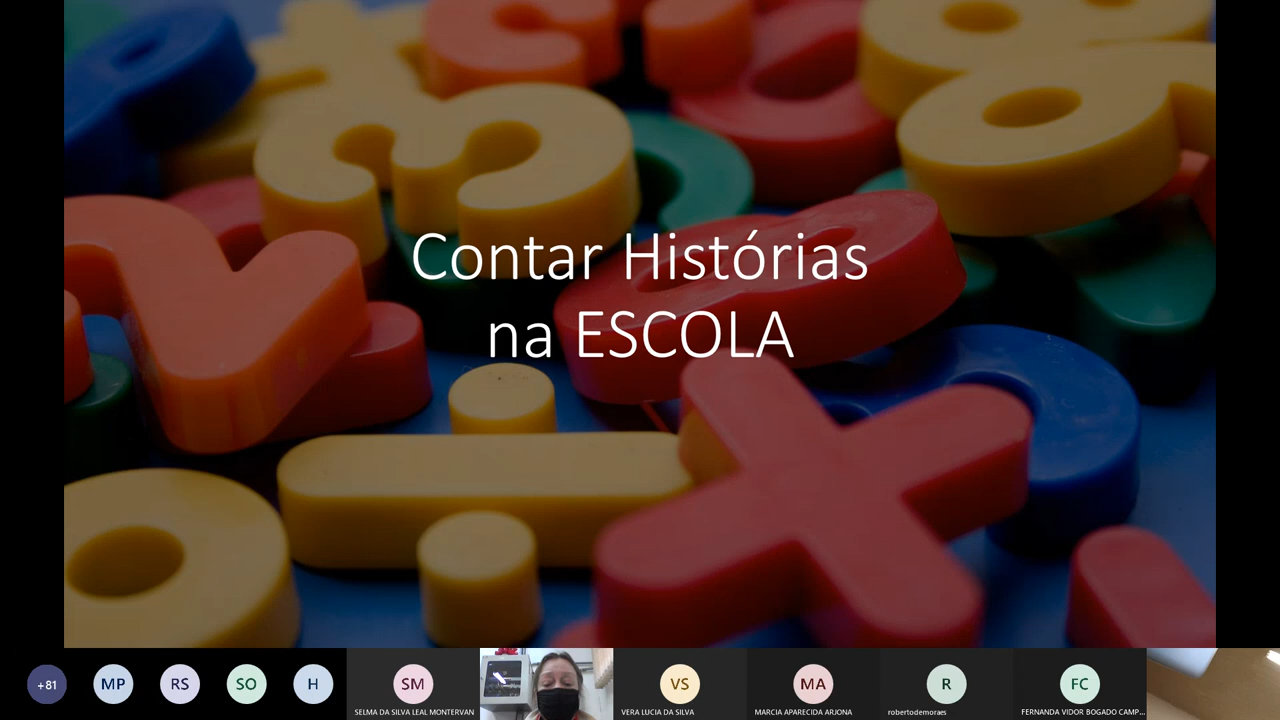 Contar Histórias
na ESCOLA
+81
MP
RS
SO
H
SM
SELMA DA SILVA LEAL MONTERVAN
VS
VERA LUCIA DA SILVA
MA
MARCIA APARECIDA ARJONA
R
robertodemoraes
FC
FERNANDA VIDOR BOGADO CAMP...